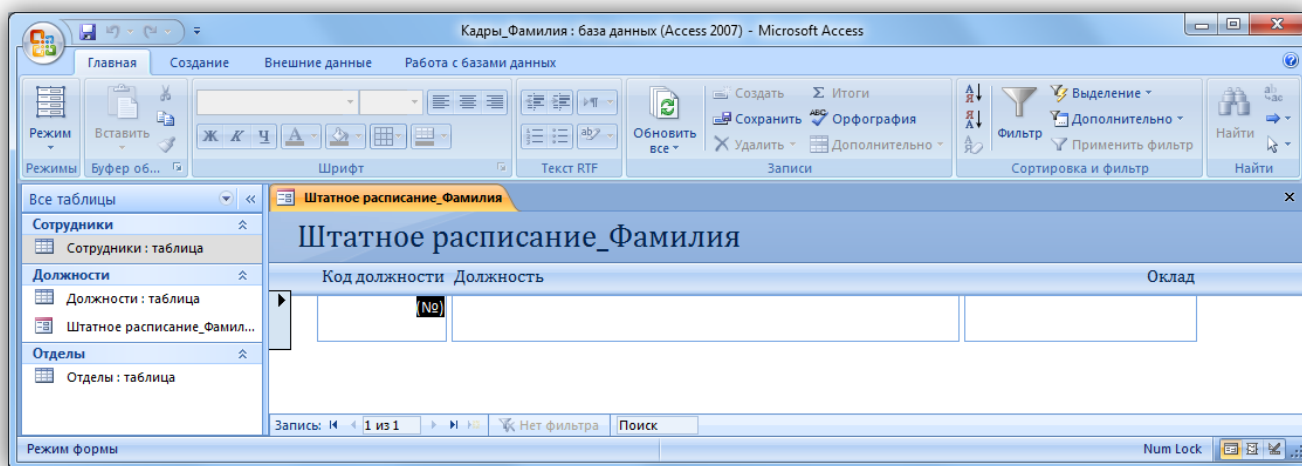 Кадры_Фамилия : база данных (Access 2007) - Microsoft Access
Главная Создание Внешние данные Работа с базами данных
Режим
Режимы
Вставить
Буфер об...
Ж К Ч
Шрифт
ab
Текст RTF
Обновить все
Создать Σ Итоги
Сохранить ABC Орфография
Удалить Дополнительно
Записи
А Я
Я А
Фильтр
Выделение
Дополнительно
Применить фильтр
Сортировка и фильтр
Найти
Найти
Все таблицы
Сотрудники
Сотрудники : таблица
Должности
Должности : таблица
Штатное расписание_Фамил...
Отделы
Отделы : таблица
Штатное расписание_Фамилия
Штатное расписание_Фамилия
Код должности Должность Оклад
(№)
Запись: 1 из 1 Нет фильтра Поиск
Режим формы Num Lock